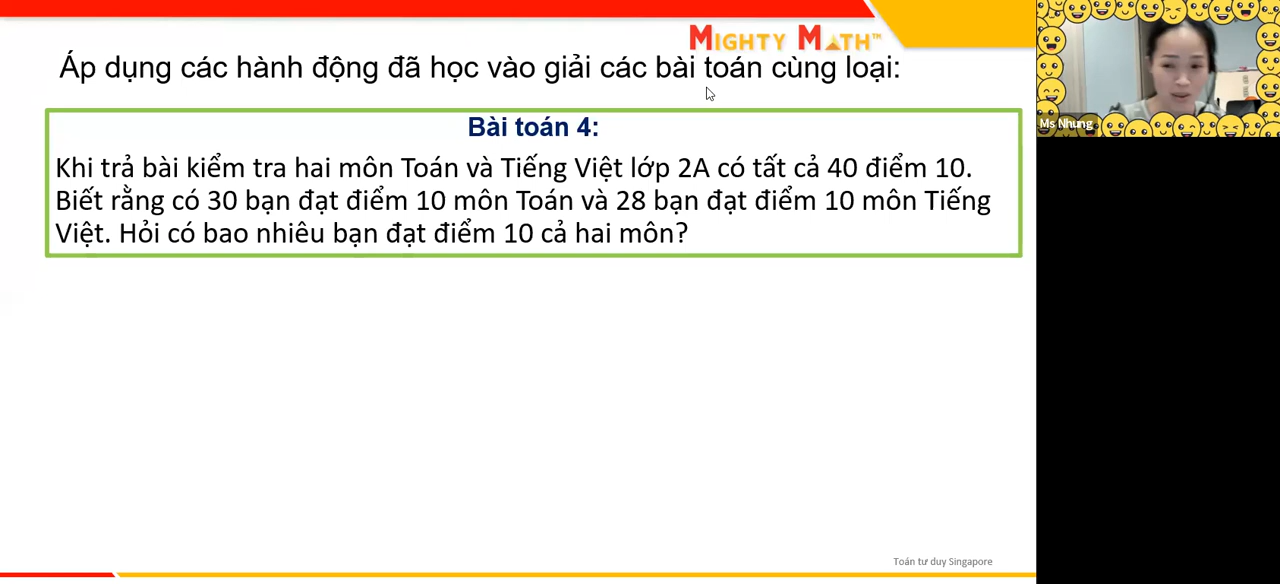 MIGHTY MATH™
Áp dụng các hành động đã học vào giải các bài toán cùng loại:
Bài toán 4:
Khi trả bài kiểm tra hai môn Toán và Tiếng Việt lớp 2A có tất cả 40 điểm 10.
Biết rằng có 30 bạn đạt điểm 10 môn Toán và 28 bạn đạt điểm 10 môn Tiếng
Việt. Hỏi có bao nhiêu bạn đạt điểm 10 cả hai môn?
Ms Nhung
Toán tư duy Singapore